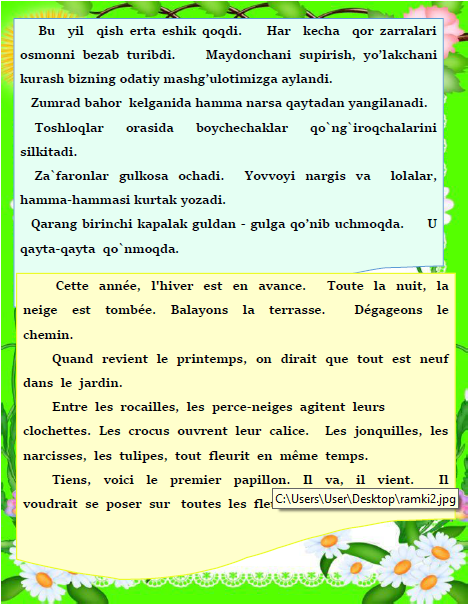 Bu yil qish erta eshik qoqdi. Har kecha qor zarralari
osmonni bezab turibdi. Maydonchani supirish, yo’lakchani
kurash bizning odatiy mashg’ulotimizga aylandi.
Zumrad bahor kelganida hamma narsa qaytadan yangilanadi.
Toshloqlar orasida boychechaklar qo`ng`iroqchalarini
silkitadi.
Za`faronlar gulkosa ochadi. Yovvoyi nargis va lolalar,
hamma-hammasi kurtak yozadi.
Qarang birinchi kapalak guldan - gulga qo’nib uchmoqda. U
qayta-qayta qo`nmoqda.
Cette année, l'hiver est en avance. Toute la nuit, la
neige est tombée. Balayons la terrasse. Dégageons le
chemin.
Quand revient le printemps, on dirait que tout est neuf
dans le jardin.
Entre les rocailles, les perce-neiges agitent leurs
clochettes. Les crocus ouvrent leur calice. Les jonquilles, les
narcisses, les tulipes, tout fleurit en même temps.
Tiens, voici le premier papillon. Il va, il vient. Il
voudrait se poser sur toutes les
C:\Users\User\Desktop\ramki2.jpg